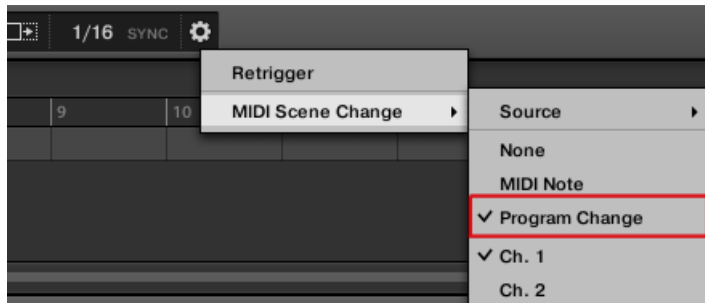 1/16 SYNC
Retrigger
9 10 MIDI Scene Change Source
None
MIDI Note
Program Change
Ch. 1
Ch. 2